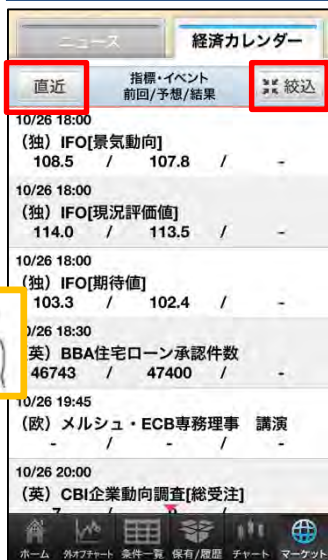 ニュース
経済カレンダー
直近
指標・イベント
前回/予想/結果
絞込
10/26 18:00
（独）IFO[景気動向]
108.5 / 107.8 / -
10/26 18:00
（独）IFO[現況評価値]
114.0 / 113.5 / -
10/26 18:00
（独）IFO[期待値]
103.3 / 102.4 / -
0/26 18:30
英）BBA住宅ローン承認件数
46743 / 47400 / -
10/26 19:45
（欧）メルシュ・ECB専務理事 講演
- / - / -
10/26 20:00
（英）CBI企業動向調査[総受注]
ホーム 外オプチャート 条件一覧 保有/履歴 チャート マーケット